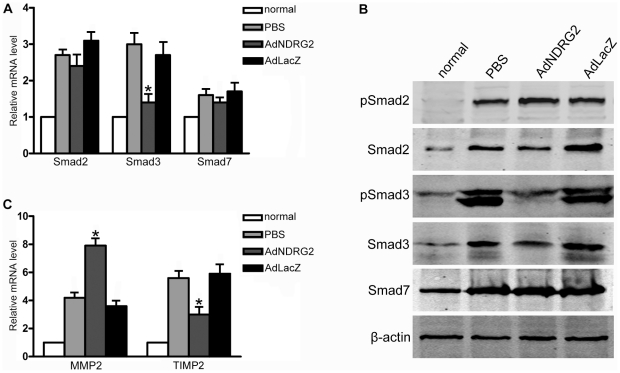 A
Relative mRNA level
4
3
2
1
0
Smad2 Smad3 Smad7
*
normal
PBS
AdNDRG2
AdLacZ
B
normal PBS AdNDRG2 AdLacZ
pSmad2
Smad2
pSmad3
Smad3
Smad7
β-actin
C
Relative mRNA level
10
8
6
4
2
0
MMP2 TIMP2
*
*
normal
PBS
AdNDRG2
AdLacZ